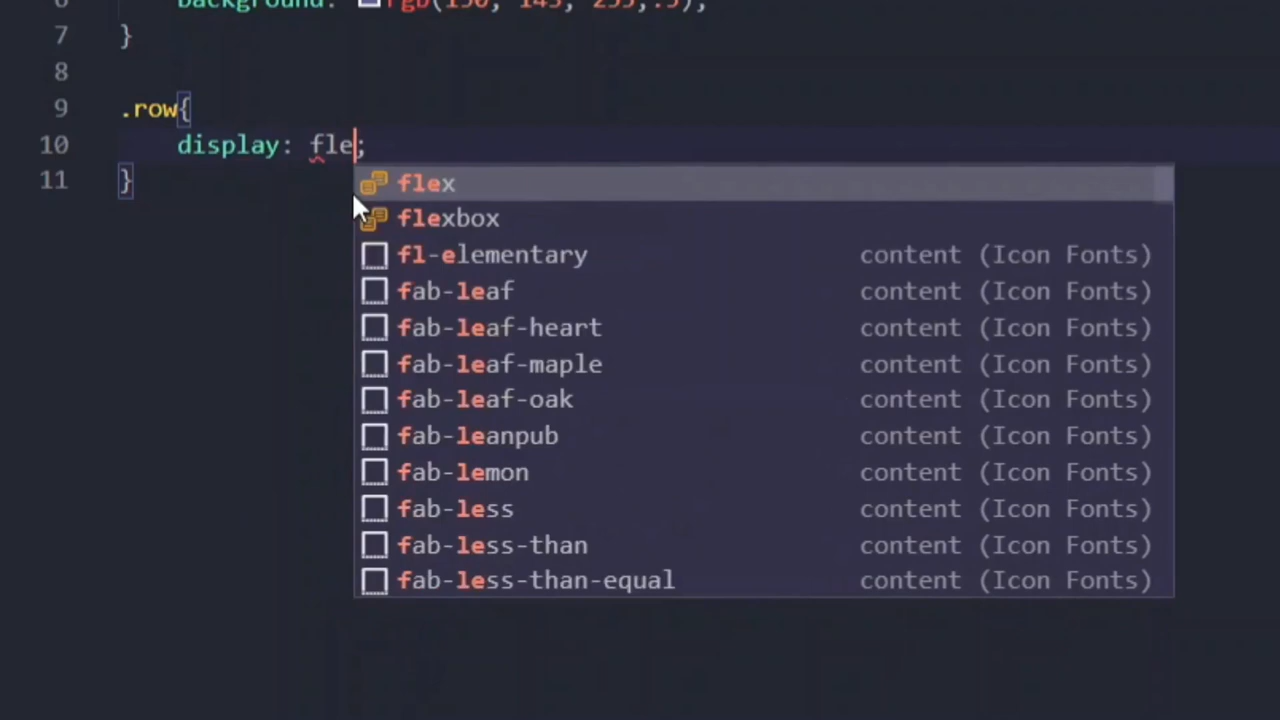 7 }
8
9 .row{
10 display: fle;
11 }
flex
flexbox
fl-elementary content (Icon Fonts)
fab-leaf content (Icon Fonts)
fab-leaf-heart content (Icon Fonts)
fab-leaf-maple content (Icon Fonts)
fab-leaf-oak content (Icon Fonts)
fab-leanpub content (Icon Fonts)
fab-lemon content (Icon Fonts)
fab-less content (Icon Fonts)
fab-less-than content (Icon Fonts)
fab-less-than-equal content (Icon Fonts)